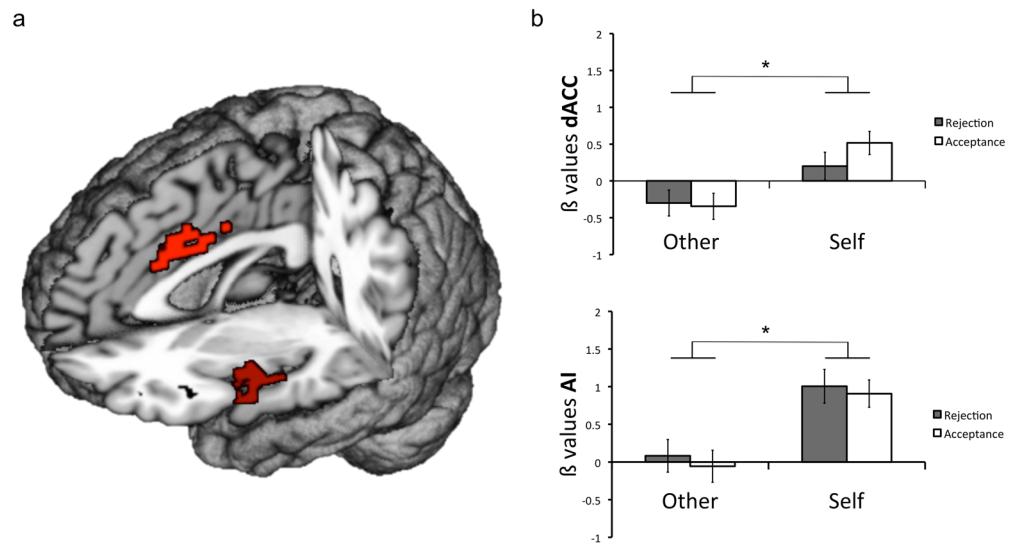 a
b
ß values dACC
2
1.5
1
0.5
0
-0.5
-1
*
Other
Self
Rejection
Acceptance
ß values AI
2
1.5
1
0.5
0
-0.5
-1
*
Other
Self
Rejection
Acceptance